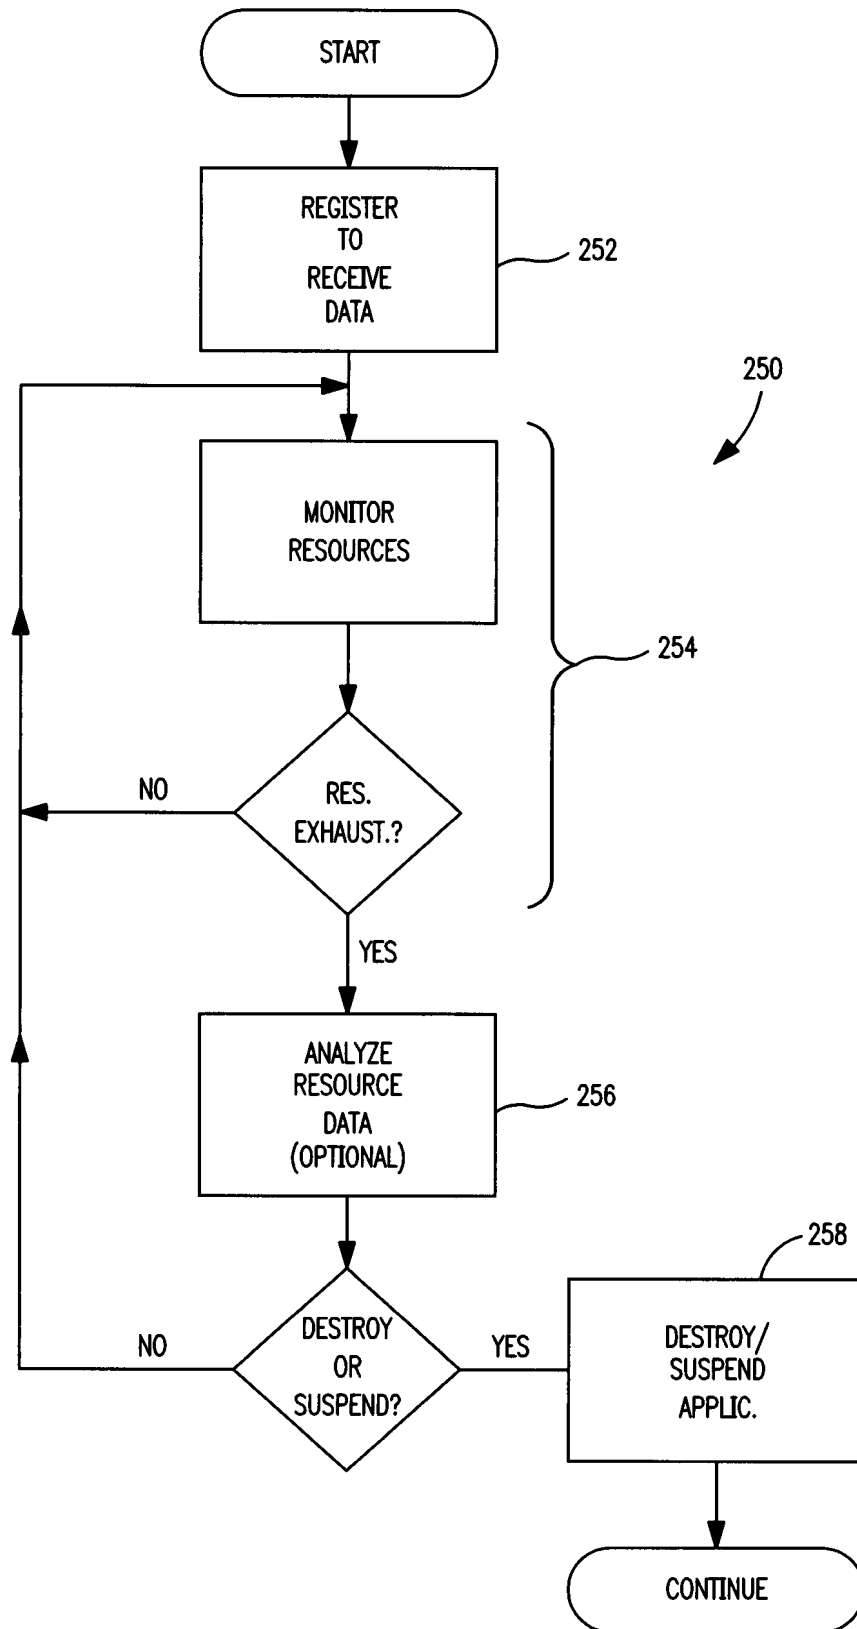 START
REGISTER
TO
RECEIVE
DATA
252
250
MONITOR
RESOURCES
254
RES.
EXHAUST.?
NO
YES
ANALYZE
RESOURCE
DATA
(OPTIONAL)
256
258
DESTROY
OR
SUSPEND?
NO
YES
DESTROY/
SUSPEND
APPLIC.
CONTINUE